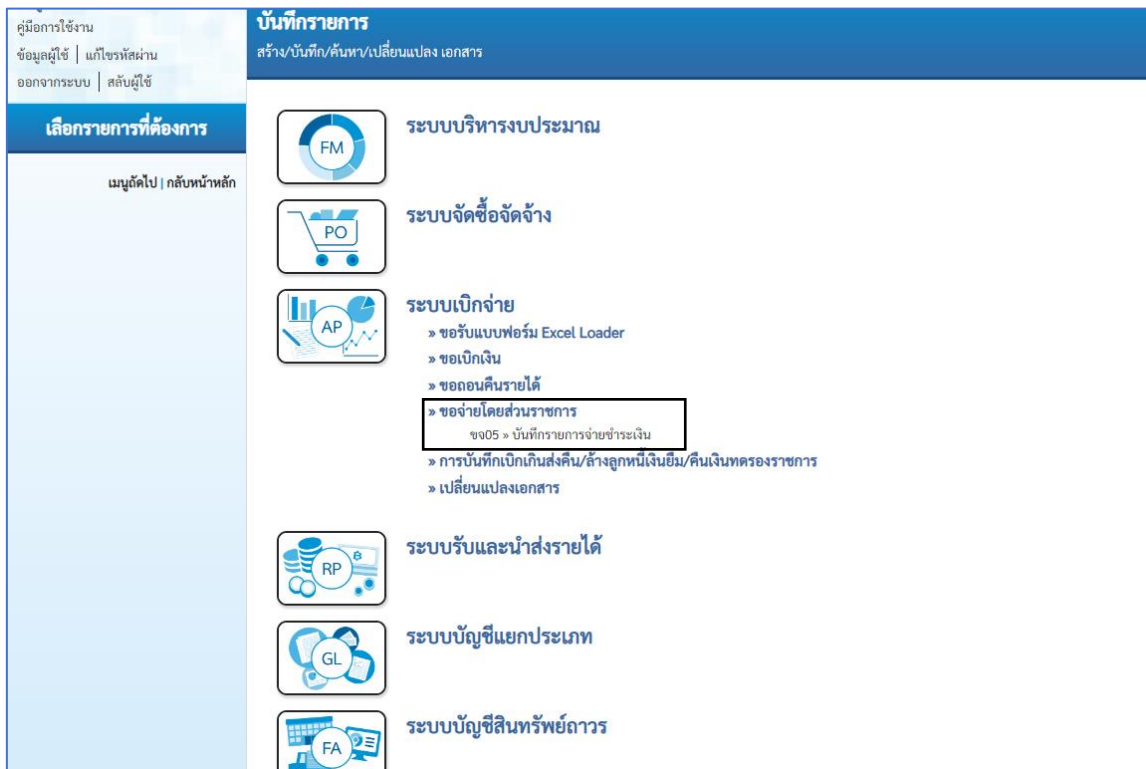 คู่มือการใช้งาน
ข้อมูลผู้ใช้ | แก้ไขรหัสผ่าน
ออกจากระบบ | สลับผู้ใช้
เลือกรายการที่ต้องการ
เมนูถัดไป | กลับหน้าหลัก
บันทึกรายการ
สร้าง/บันทึก/ค้นหา/เปลี่ยนแปลง เอกสาร
FM
ระบบบริหารงบประมาณ
PO
ระบบจัดซื้อจัดจ้าง
AP
ระบบเบิกจ่าย
» ขอรับแบบฟอร์ม Excel Loader
» ขอเบิกเงิน
» ขอถอนคืนรายได้
» ขอจ่ายโดยส่วนราชการ
ขจ05 » บันทึกรายการจ่ายชำระเงิน
» การบันทึกเบิกเกินส่งคืน/ล้างลูกหนี้เงินยืม/คืนเงินทดรองราชการ
» เปลี่ยนแปลงเอกสาร
RP
ระบบรับและนำส่งรายได้
GL
ระบบบัญชีแยกประเภท
FA
ระบบบัญชีสินทรัพย์ถาวร